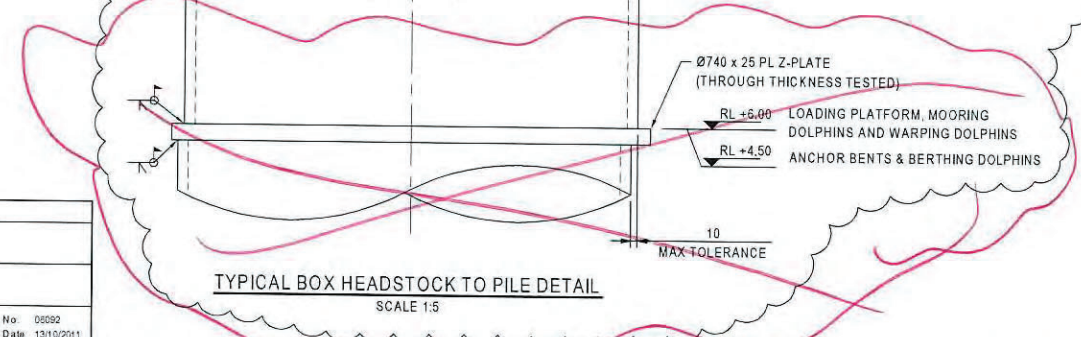 Ø740 x 25 PL Z-PLATE
(THROUGH THICKNESS TESTED)
RL +6.00 LOADING PLATFORM, MOORING
DOLPHINS AND WARPING DOLPHINS
RL +4.50 ANCHOR BENTS & BERTHING DOLPHINS
10
MAX TOLERANCE
TYPICAL BOX HEADSTOCK TO PILE DETAIL
SCALE 1:5
No. 06092
Date 13/10/2011